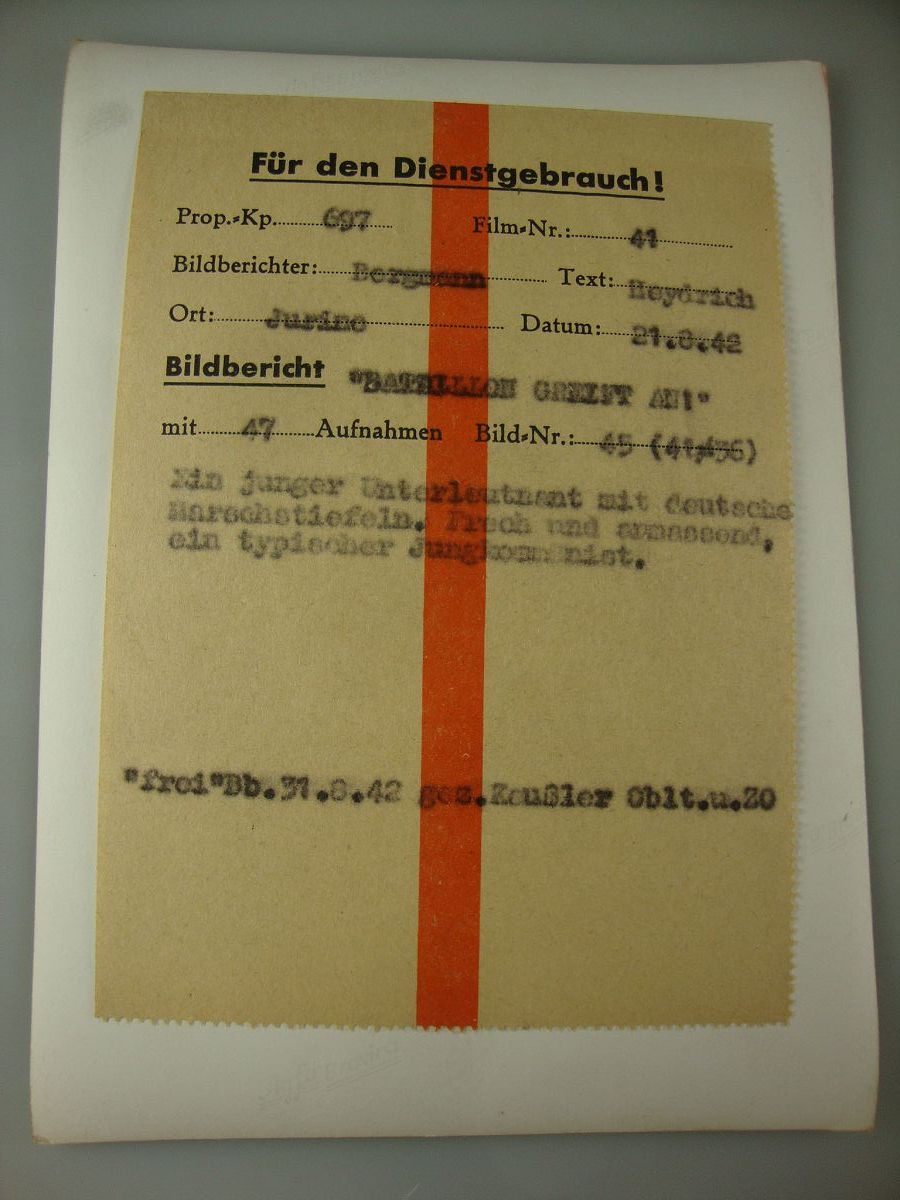 Für den Dienstgebrauch!
Prop.-Kp. 697 Film-Nr.: 41
Bildberichter: Bergmann Text: Heydrich
Ort: Datum: 21.8.42
Bildbericht "BATAILLON GREIFT AN!"
mit 47 Aufnahmen Bild-Nr.: 45 (41/36)
Ein junger Unterleutnant mit deutsche
Marschstiefeln. Frech und anmassend,
ein typischer Jungkommunist.
"frei"Db.31.8.42 gez.Zeußler Oblt.u.ZO